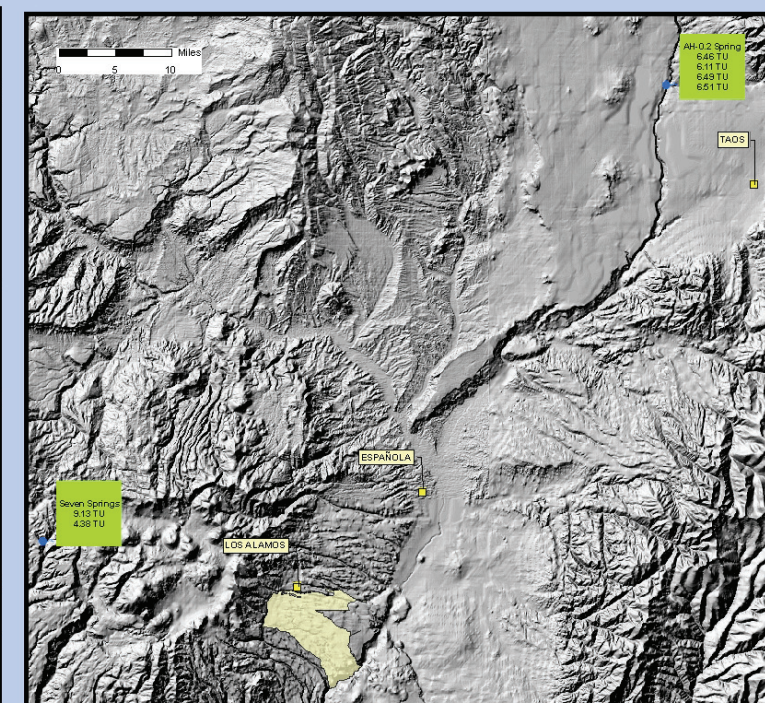 Miles
0 5 10
AH-0.2 Spring
6.46 TU
6.11 TU
6.49 TU
6.51 TU
TAOS
ESPAÑOLA
Seven Springs
9.13 TU
4.38 TU
LOS ALAMOS